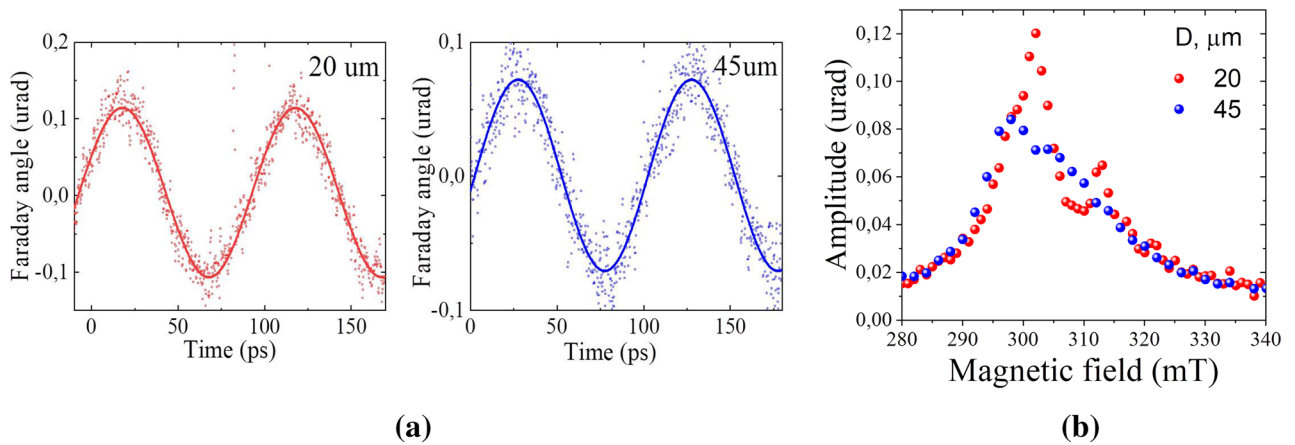 0,2
0,1
0,0
-0,1
0
50
100
150
Faraday angle (urad)
Time (ps)
20 um
0,1
0,0
-0,1
0
50
100
150
Faraday angle (urad)
Time (ps)
45um
(a)
0,12
0,10
0,08
0,06
0,04
0,02
0,00
280
290
300
310
320
330
340
Amplitude (urad)
Magnetic field (mT)
D, μm
20
45
(b)